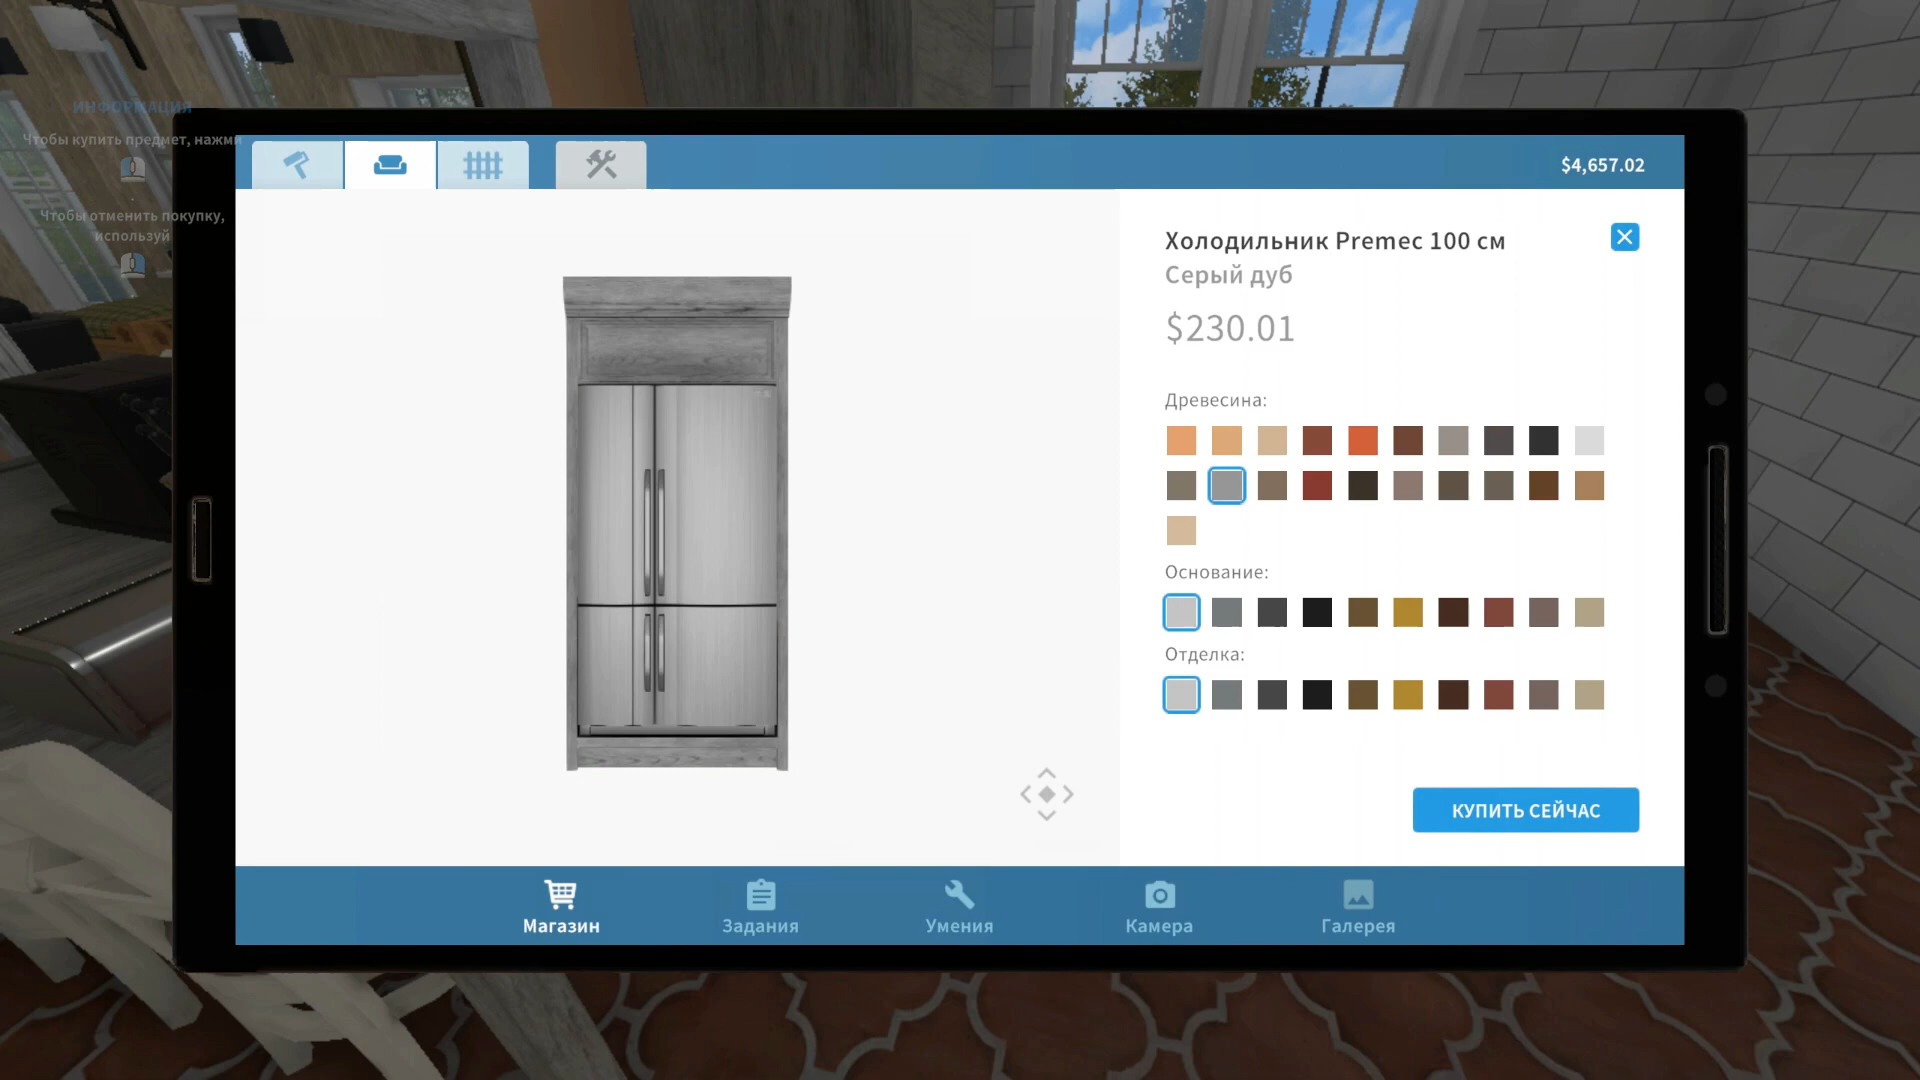 ИНФОРМАЦИЯ
Чтобы купить предмет, нажми
Чтобы отменить покупку,
используй
$4,657.02
Холодильник Premec 100 см
Серый дуб
$230.01
Древесина:
Основание:
Отделка:
КУПИТЬ СЕЙЧАС
Магазин
Задания
Умения
Камера
Галерея